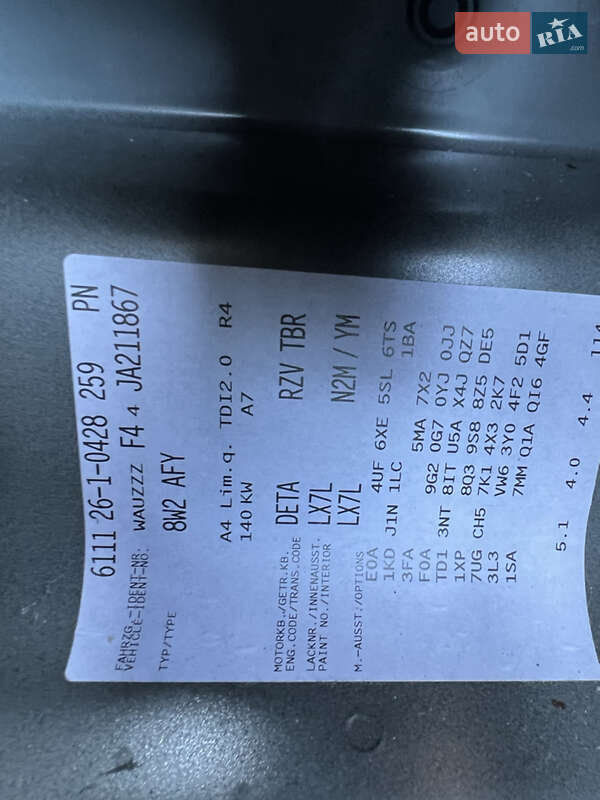 auto RIA .com
6111 26-1-0428 259 PN
FAHRZG.-IDENT-NR.
VEHICLE-IDENT-NO. WAUZZZ F4 4 JA211867
TYP/TYPE 8W2 AFY
A4 Lim.q. TDI2.0 R4
140 KW A7
MOTORKB./GETR.KB.
ENG.CODE/TRANS.CODE DETA RZV TBR
LACKNR./INNENAUSST. LX7L
PAINT NO./INTERIOR LX7L N2M / YM
M.-AUSST./OPTIONS
E0A 4UF 6XE 5SL 6TS
1KD J1N 1LC 1BA
3FA
F0A 5MA 7X2
TD1 9G2 0G7 0YJ 0JJ
1XP 3NT 8IT U5A X4J QZ7
7UG 8Q3 9S8 8Z5 DE5
3L3 CH5 7K1 4X3 2K7
1SA VW6 3Y0 4F2 5D1
7MM Q1A QI6 4GF
5.1 4.0 4.4 114